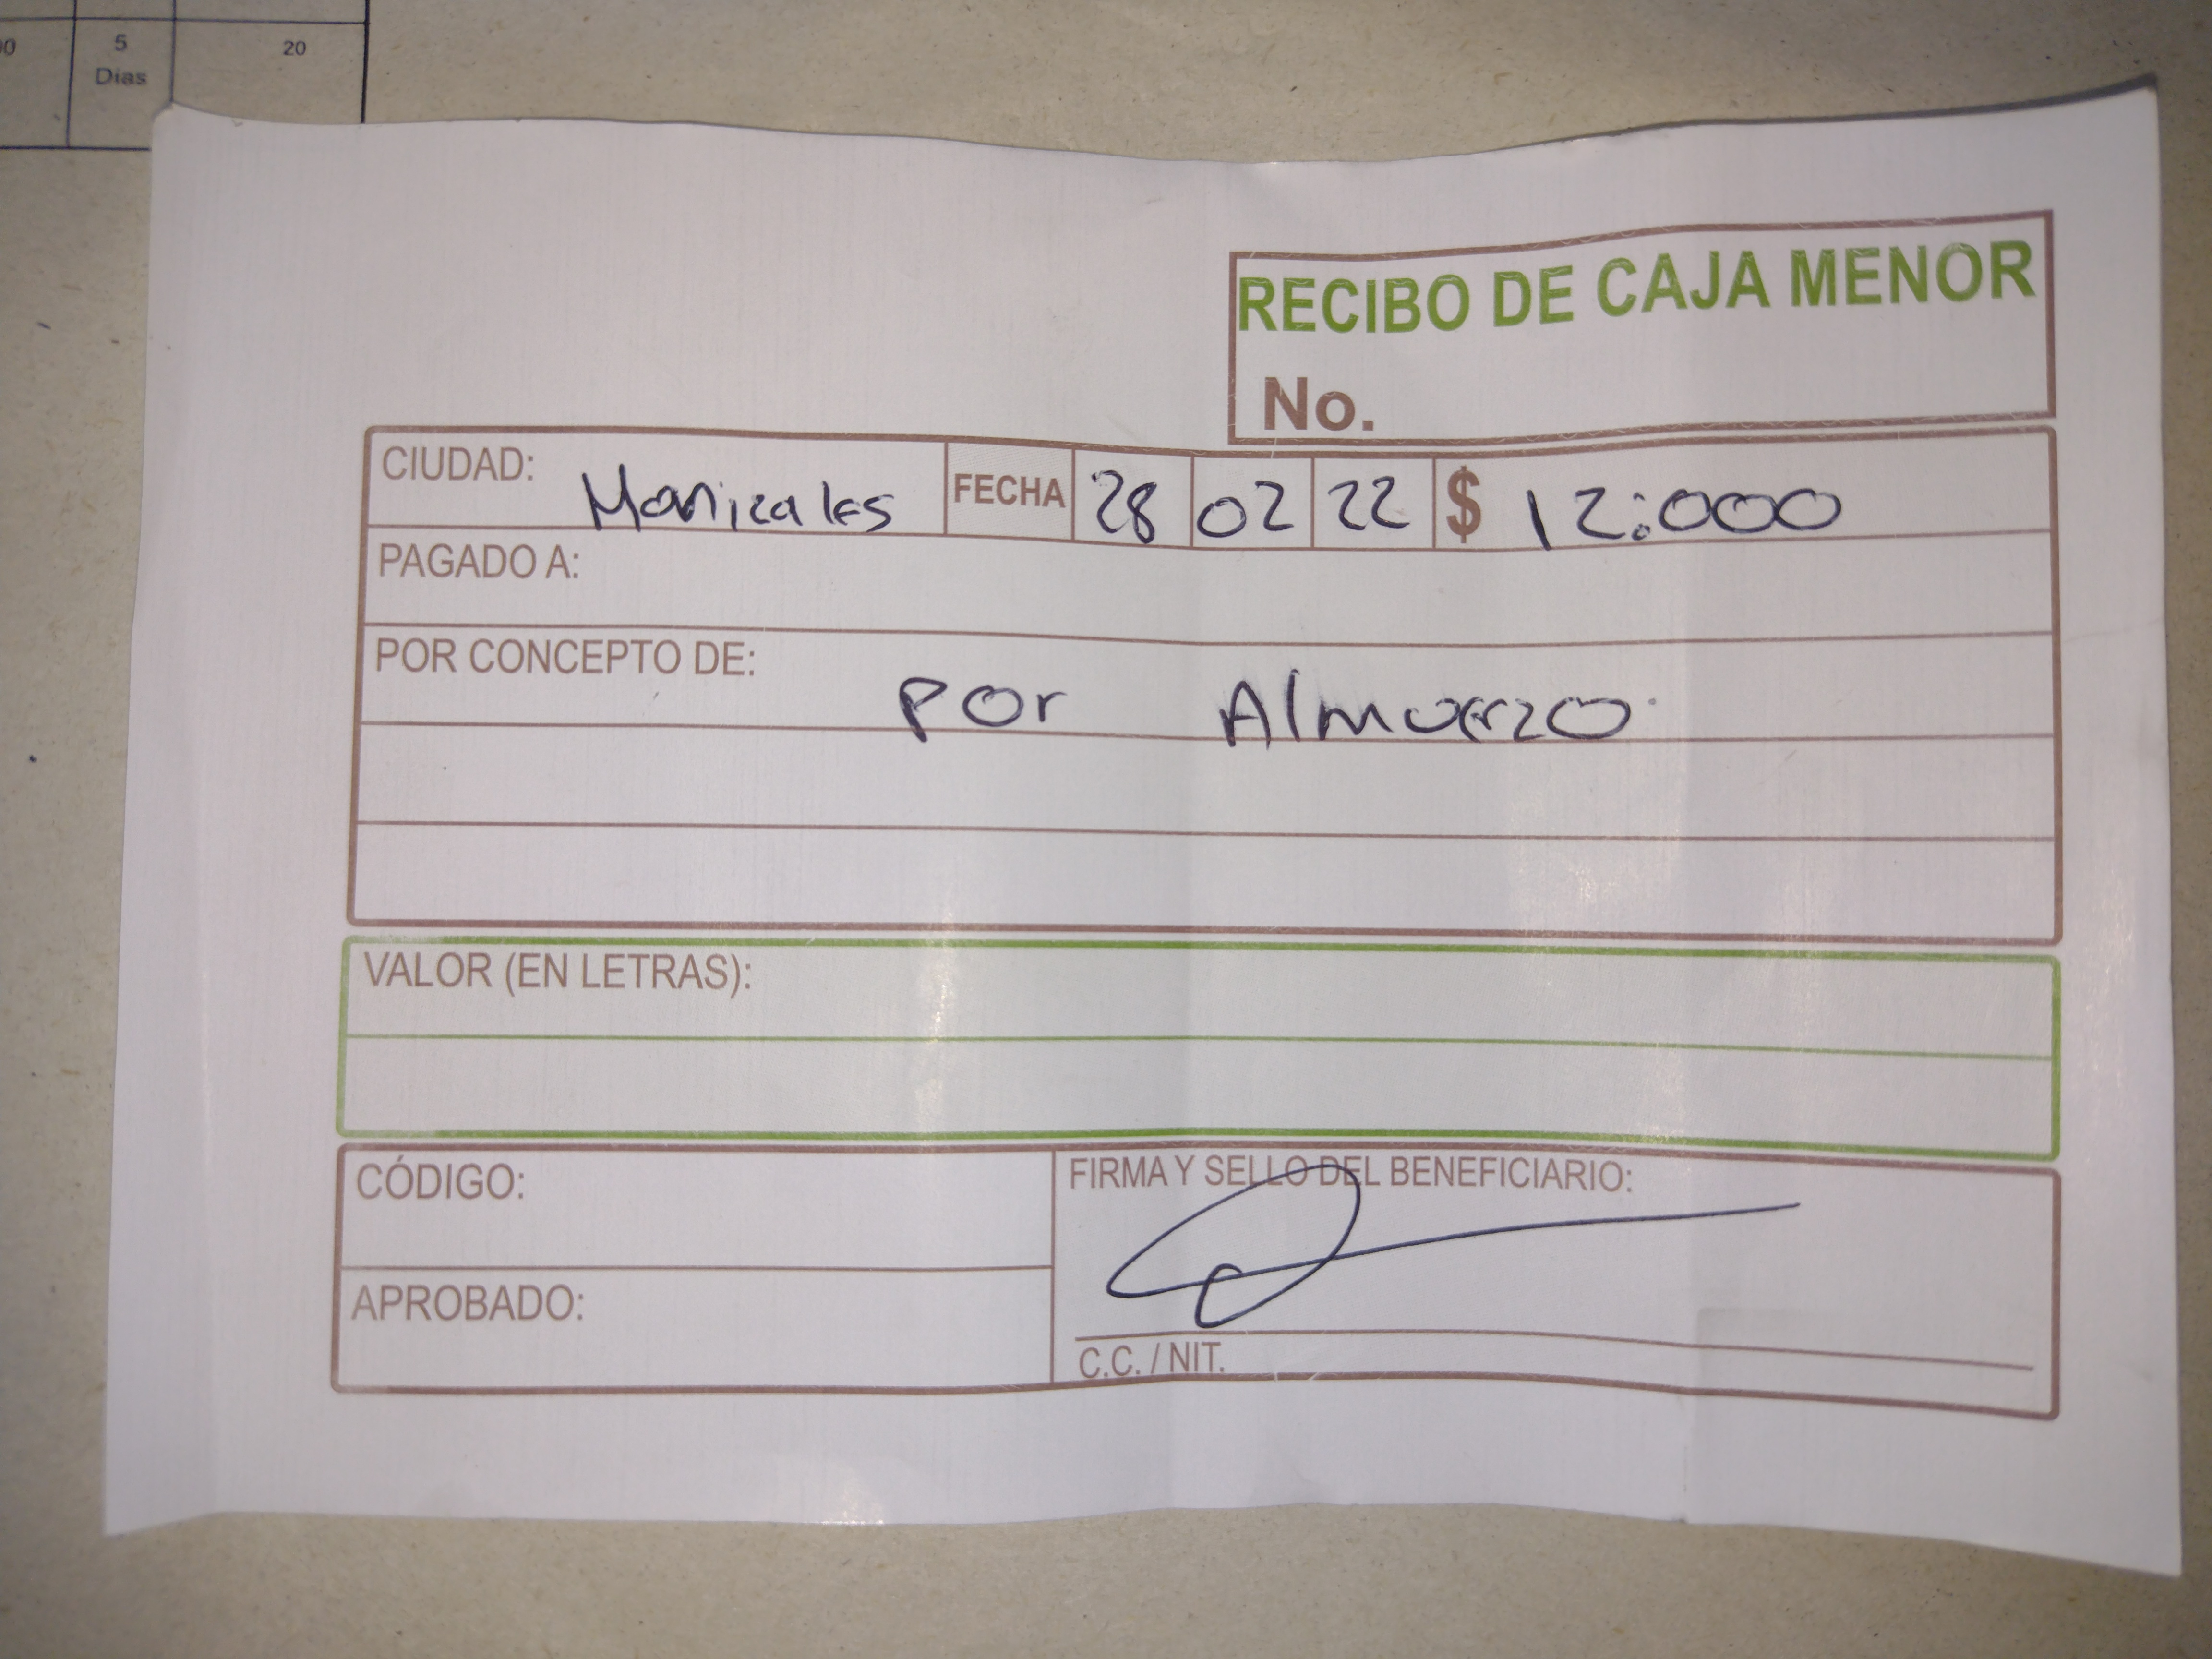 5 20
Dias
RECIBO DE CAJA MENOR
No.
CIUDAD: Manizales FECHA 28 02 22 $ 12:000
PAGADO A:
POR CONCEPTO DE: Por Almuerzo
VALOR (EN LETRAS):
CÓDIGO:
FIRMA Y SELLO DEL BENEFICIARIO:
APROBADO:
C.C. / NIT.